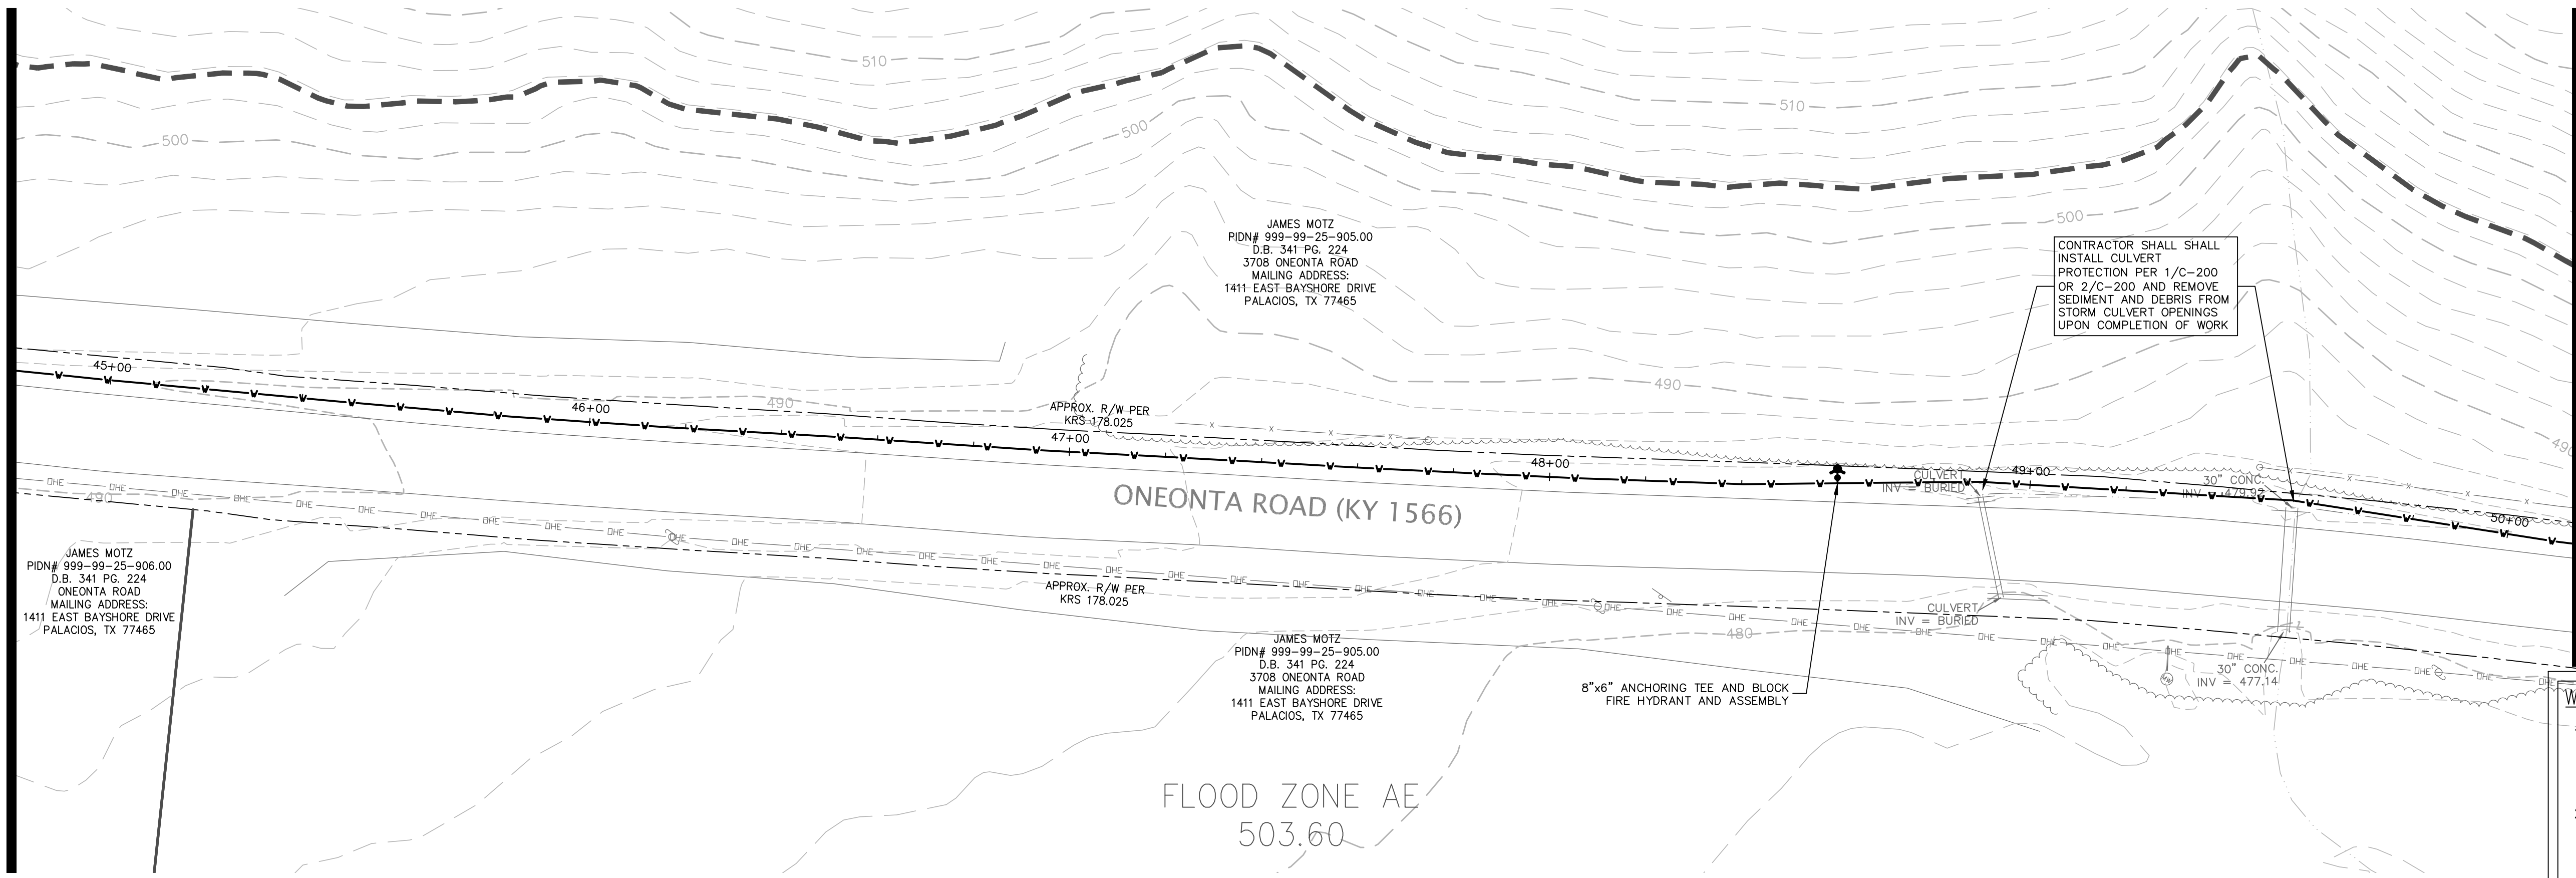 510
510
500
500
500
490
490
490
490
480
JAMES MOTZ
PIDN# 999-99-25-905.00
D.B. 341 PG. 224
3708 ONEONTA ROAD
MAILING ADDRESS:
1411 EAST BAYSHORE DRIVE
PALACIOS, TX 77465
CONTRACTOR SHALL SHALL
INSTALL CULVERT
PROTECTION PER 1/C-200
OR 2/C-200 AND REMOVE
SEDIMENT AND DEBRIS FROM
STORM CULVERT OPENINGS
UPON COMPLETION OF WORK
45+00
46+00
47+00
48+00
49+00
50+00
APPROX. R/W PER
KRS 178.025
CULVERT
INV = BURIED
30" CONC.
INV = 479.93
ONEONTA ROAD (KY 1566)
JAMES MOTZ
PIDN# 999-99-25-906.00
D.B. 341 PG. 224
ONEONTA ROAD
MAILING ADDRESS:
1411 EAST BAYSHORE DRIVE
PALACIOS, TX 77465
APPROX. R/W PER
KRS 178.025
CULVERT
INV = BURIED
30" CONC.
INV = 477.14
JAMES MOTZ
PIDN# 999-99-25-905.00
D.B. 341 PG. 224
3708 ONEONTA ROAD
MAILING ADDRESS:
1411 EAST BAYSHORE DRIVE
PALACIOS, TX 77465
8"x6" ANCHORING TEE AND BLOCK
FIRE HYDRANT AND ASSEMBLY
FLOOD ZONE AE
503.60